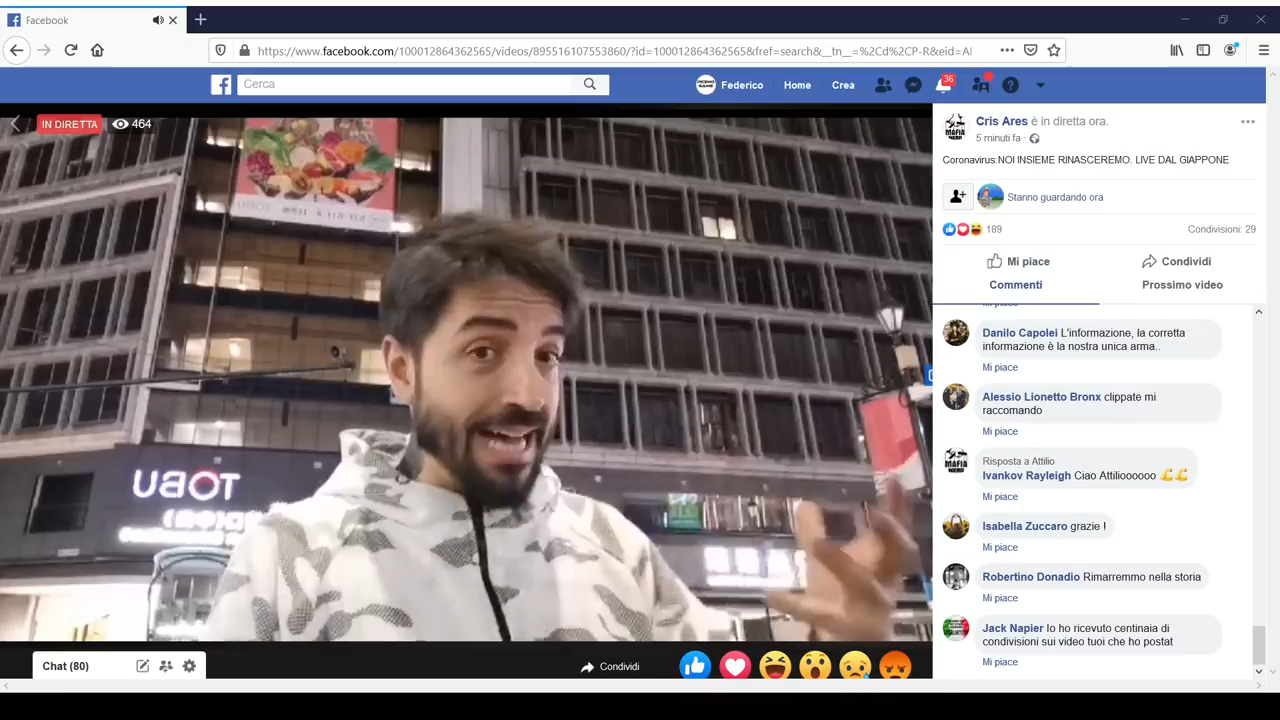 Facebook
https://www.facebook.com/100012864362565/videos/895516107553860/?id=100012864362565&fref=search&__tn__=%2Cd%2CP-R&eid=A
Cerca
Federico
Home
Crea
36
IN DIRETTA
464
UAOT
UBOT
Condividi
Chat (80)
Cris Ares è in diretta ora.
5 minuti fa ·
Coronavirus:NOI INSIEME RINASCEREMO. LIVE DAL GIAPPONE
Stanno guardando ora
189
Condivisioni: 29
Mi piace
Condividi
Commenti
Prossimo video
Mi piace
Danilo Capolei L'informazione, la corretta
informazione è la nostra unica arma..
Mi piace
Alessio Lionetto Bronx clippate mi
raccomando
Mi piace
MAFIA
NERD
Risposta a Attilio
Ivankov Rayleigh Ciao Attilioooooo 💪💪
Mi piace
Isabella Zuccaro grazie !
Mi piace
Robertino Donadio Rimarremmo nella storia
Mi piace
Jack Napier Io ho ricevuto centinaia di
condivisioni sui video tuoi che ho postat
Mi piace